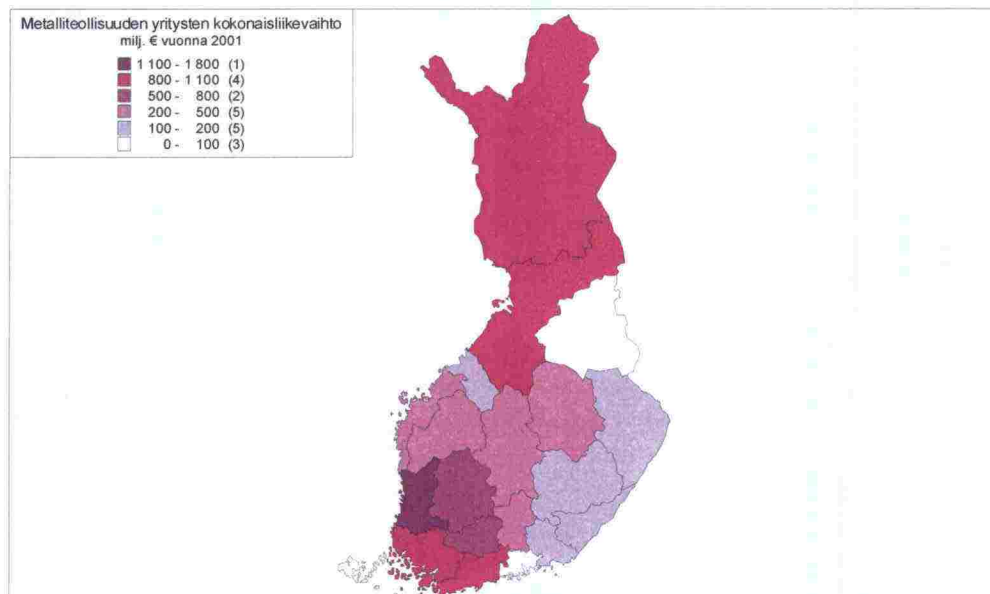 Metalliteollisuuden yritysten kokonaisliikevaihto
milj. € vuonna 2001
1 100 - 1 800 (1)
800 - 1 100 (4)
500 - 800 (2)
200 - 500 (5)
100 - 200 (5)
0 - 100 (3)